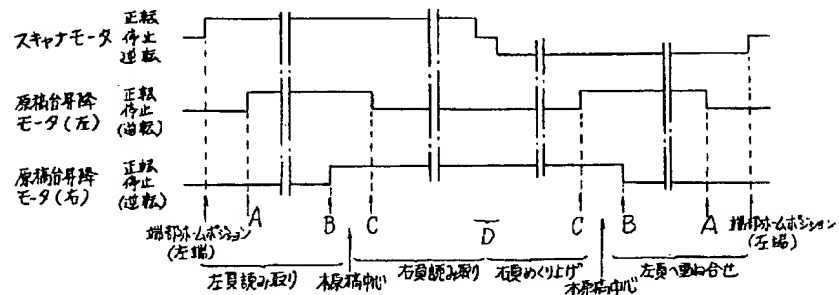 スキャナモータ
正転
停止
逆転
原稿台昇降
モータ(左)
正転
停止
(逆転)
原稿台昇降
モータ(右)
正転
停止
(逆転)
A
B
C
D
C
B
A
端部ホームポジション
(左端)
端部ホームポジション
(左端)
左頁読み取り
本原稿中心
右頁読み取り
右頁めくり上げ
本原稿中心
左頁へ重ね合せ